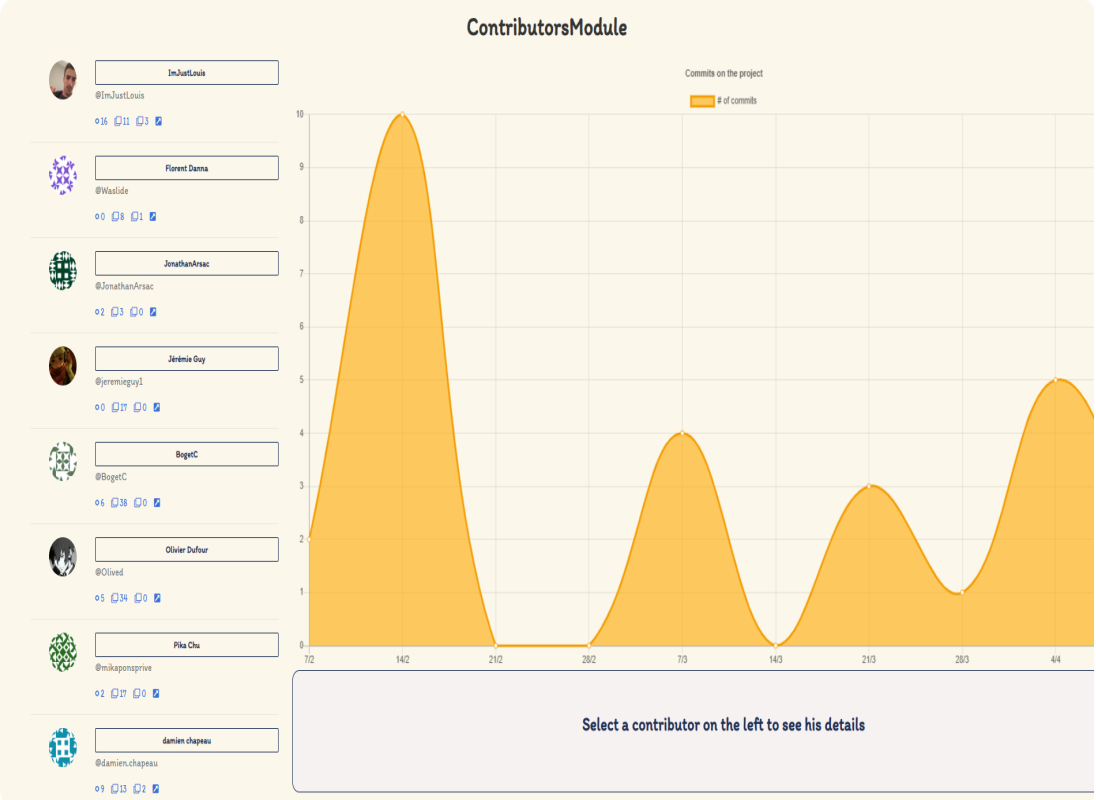 ContributorsModule
ImJustLouis
@ImJustLouis
16 11 3
Florent Danna
@Waslide
0 8 1
JonathanArsac
@JonathanArsac
2 3 0
Jérémie Guy
@jeremieguy1
0 17 0
BogetC
@BogetC
6 38 0
Olivier Dufour
@Olived
5 34 0
Pika Chu
@mikaponsprive
2 17 0
damien chapeau
@damien.chapeau
9 13 2
Commits on the project
# of commits
10
9
8
7
6
5
4
3
2
1
0
7/2 14/2 21/2 28/2 7/3 14/3 21/3 28/3 4/4
Select a contributor on the left to see his details